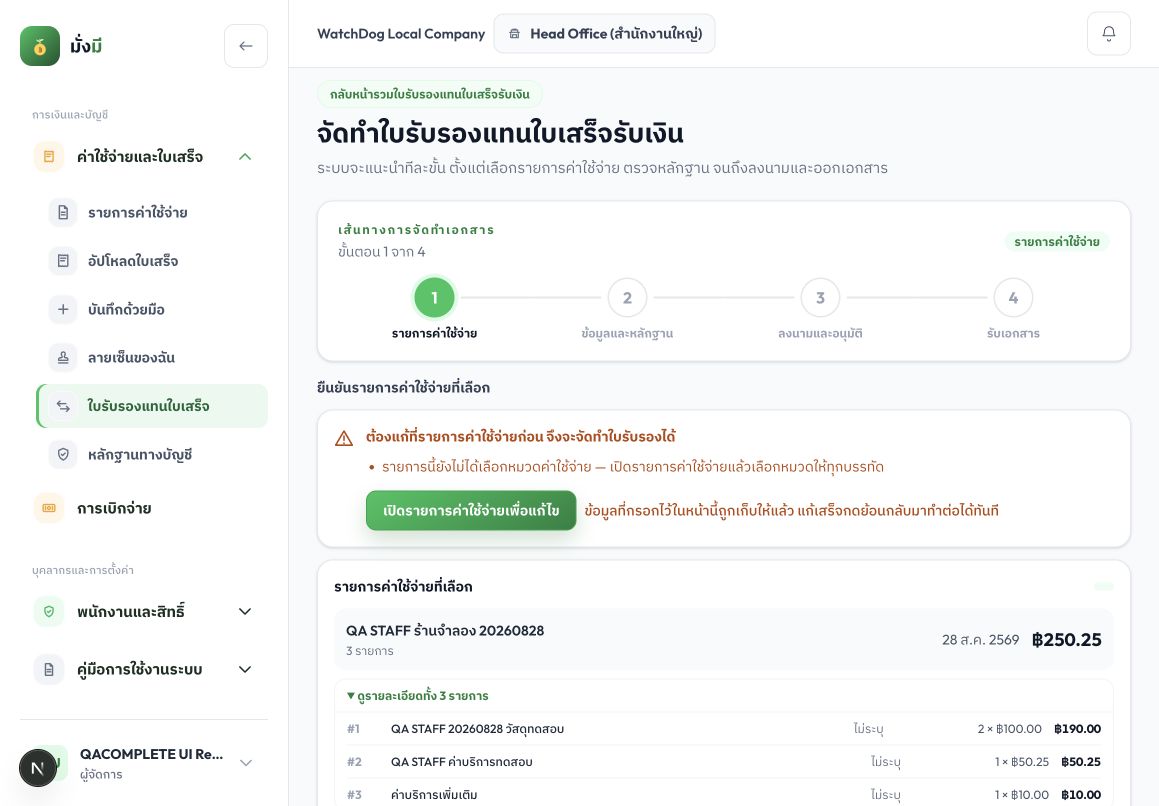 มั่งมี
การเงินและบัญชี
ค่าใช้จ่ายและใบเสร็จ
รายการค่าใช้จ่าย
อัปโหลดใบเสร็จ
บันทึกด้วยมือ
ลายเซ็นของฉัน
ใบรับรองแทนใบเสร็จ
หลักฐานทางบัญชี
การเบิกจ่าย
บุคลากรและการตั้งค่า
พนักงานและสิทธิ์
คู่มือการใช้งานระบบ
N
QACOMPLETE UI Re...
ผู้จัดการ
WatchDog Local Company
Head Office (สำนักงานใหญ่)
กลับหน้ารวมใบรับรองแทนใบเสร็จรับเงิน
จัดทำใบรับรองแทนใบเสร็จรับเงิน
ระบบจะแนะนำทีละขั้น ตั้งแต่เลือกรายการค่าใช้จ่าย ตรวจหลักฐาน จนถึงลงนามและออกเอกสาร
เส้นทางการจัดทำเอกสาร
ขั้นตอน 1 จาก 4
รายการค่าใช้จ่าย
1 2 3 4
รายการค่าใช้จ่าย ข้อมูลและหลักฐาน ลงนามและอนุมัติ รับเอกสาร
ยืนยันรายการค่าใช้จ่ายที่เลือก
ต้องแก้ที่รายการค่าใช้จ่ายก่อน จึงจะจัดทำใบรับรองได้
• รายการนี้ยังไม่ได้เลือกหมวดค่าใช้จ่าย — เปิดรายการค่าใช้จ่ายแล้วเลือกหมวดให้ทุกบรรทัด
เปิดรายการค่าใช้จ่ายเพื่อแก้ไข ข้อมูลที่กรอกไว้ในหน้านี้ถูกเก็บให้แล้ว แก้เสร็จกดย้อนกลับมาทำต่อได้ทันที
รายการค่าใช้จ่ายที่เลือก
QA STAFF ร้านจำลอง 20260828
3 รายการ
28 ส.ค. 2569 ฿250.25
▼ ดูรายละเอียดทั้ง 3 รายการ
#1 QA STAFF 20260828 วัสดุทดสอบ ไม่ระบุ 2 × ฿100.00 ฿190.00
#2 QA STAFF ค่าบริการทดสอบ ไม่ระบุ 1 × ฿50.25 ฿50.25
#3 ค่าบริการเพิ่มเติม ไม่ระบุ 1 × ฿10.00 ฿10.00